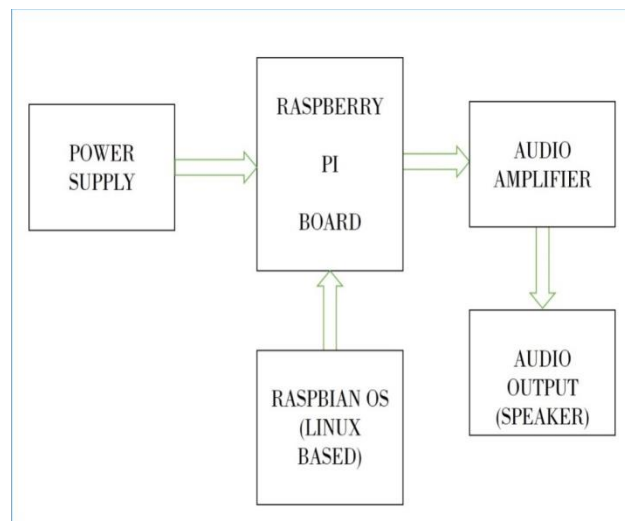 POWER
SUPPLY
RASPBERRY
PI
BOARD
AUDIO
AMPLIFIER
RASPBIAN OS
(LINUX
BASED)
AUDIO
OUTPUT
(SPEAKER)